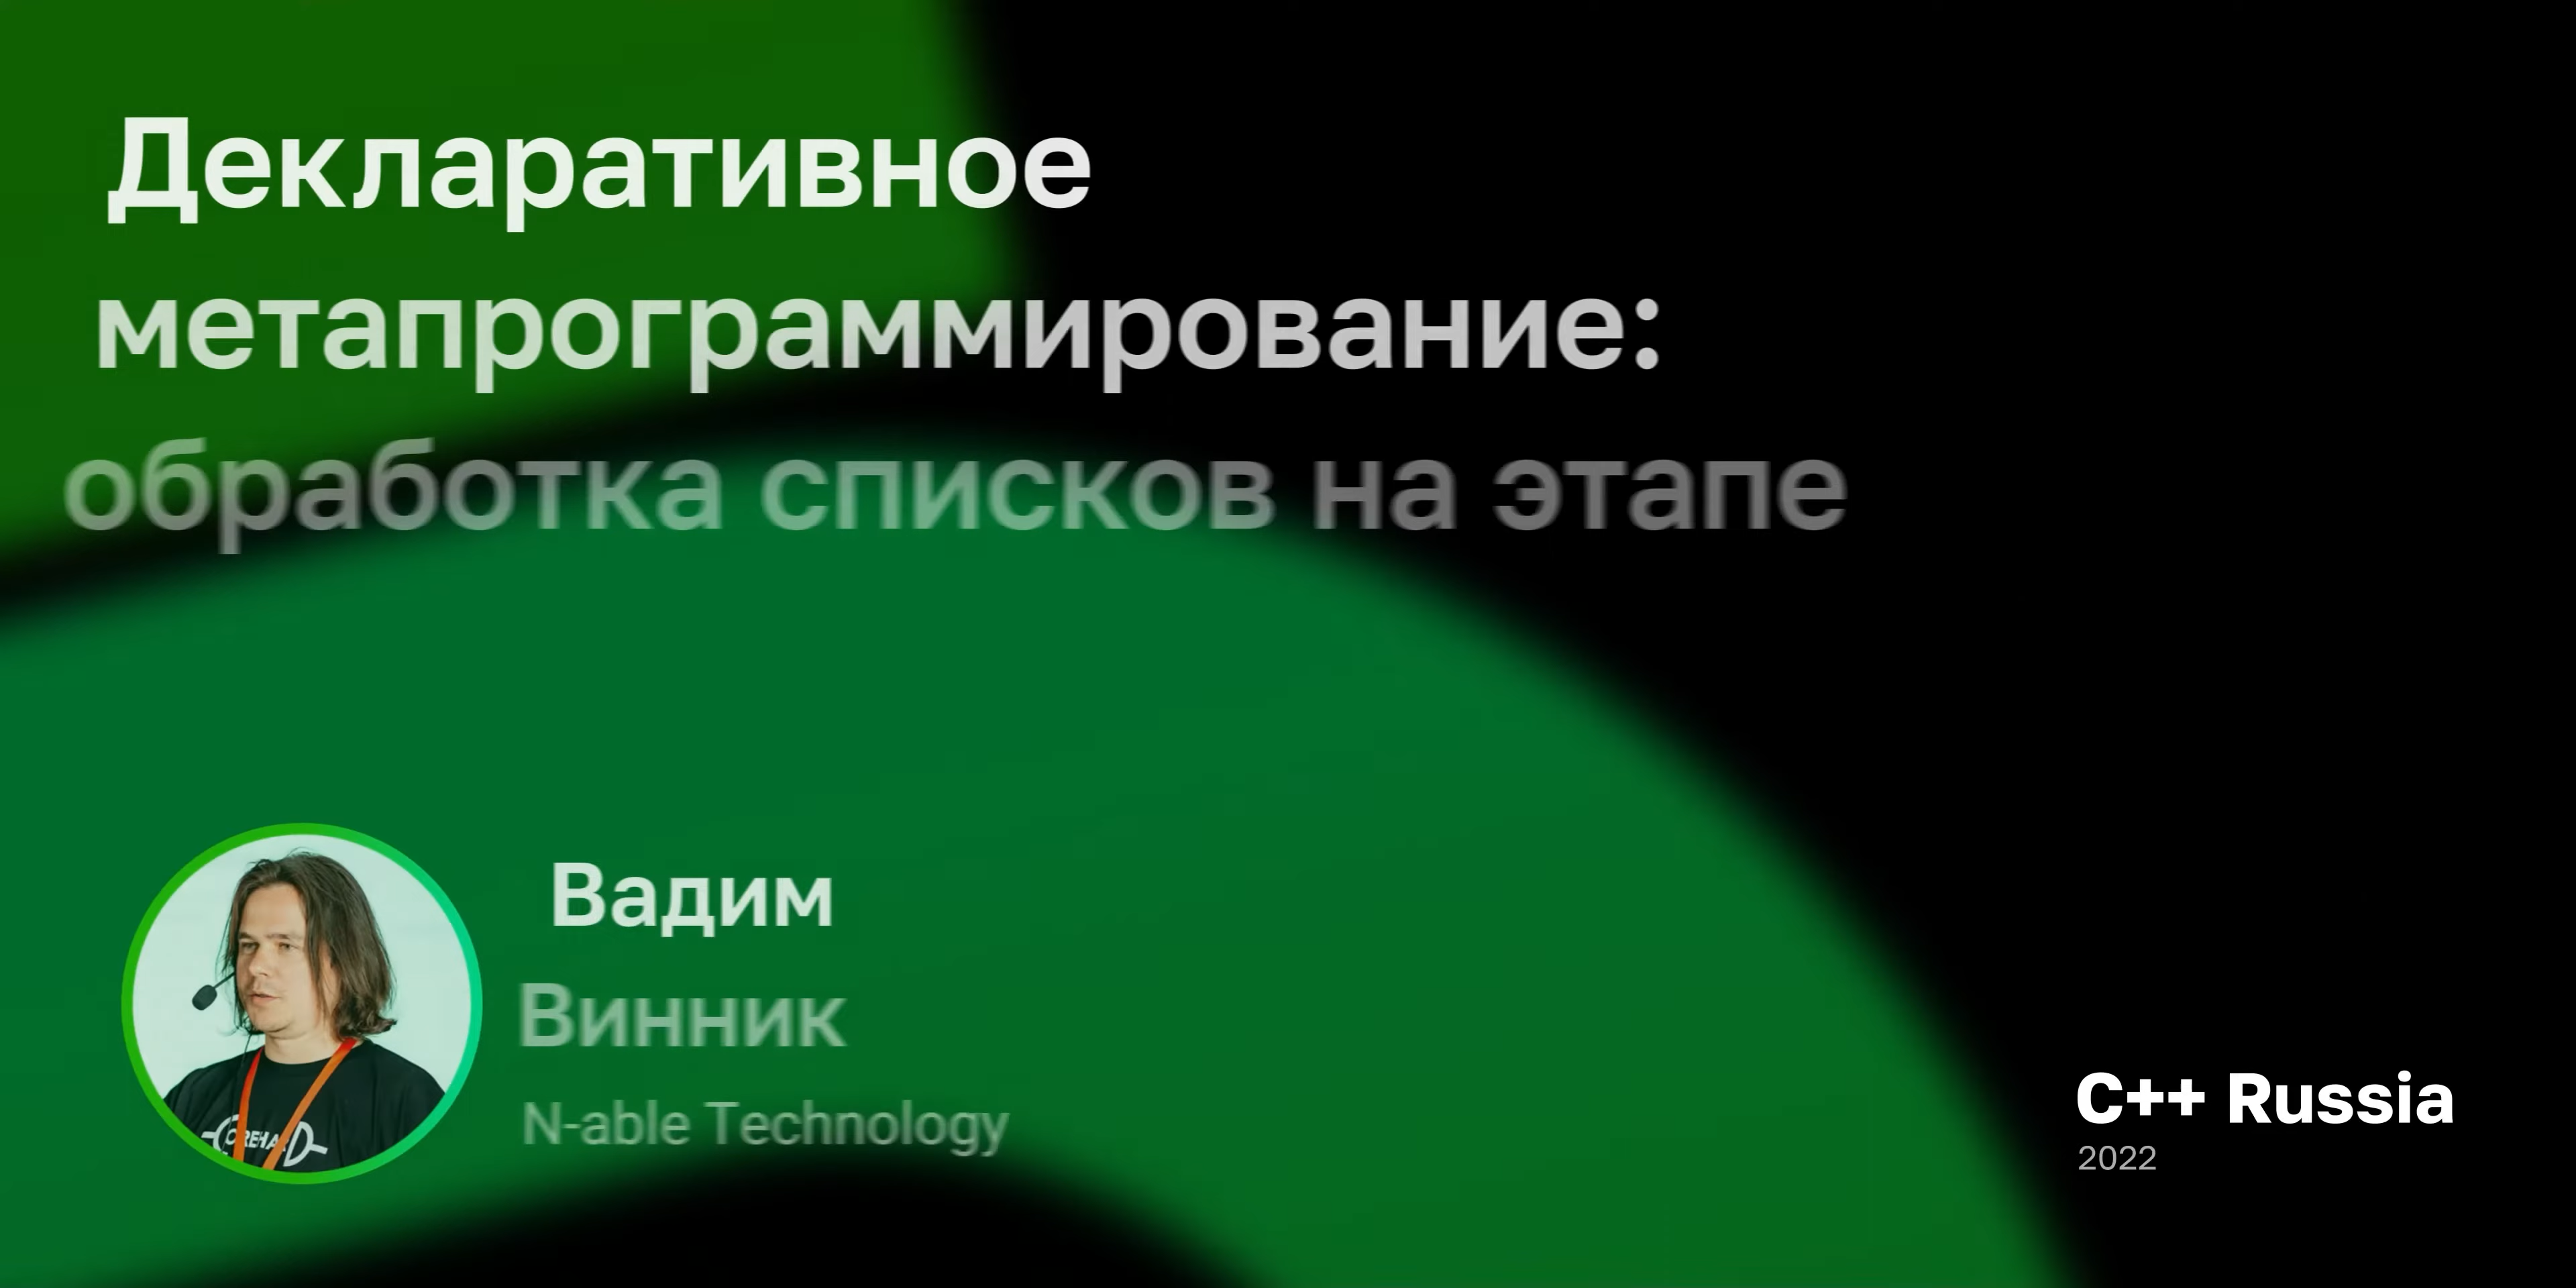 Декларативное
метапрограммирование:
обработка списков на этапе
Вадим
Винник
N-able Technology
C++ Russia
2022